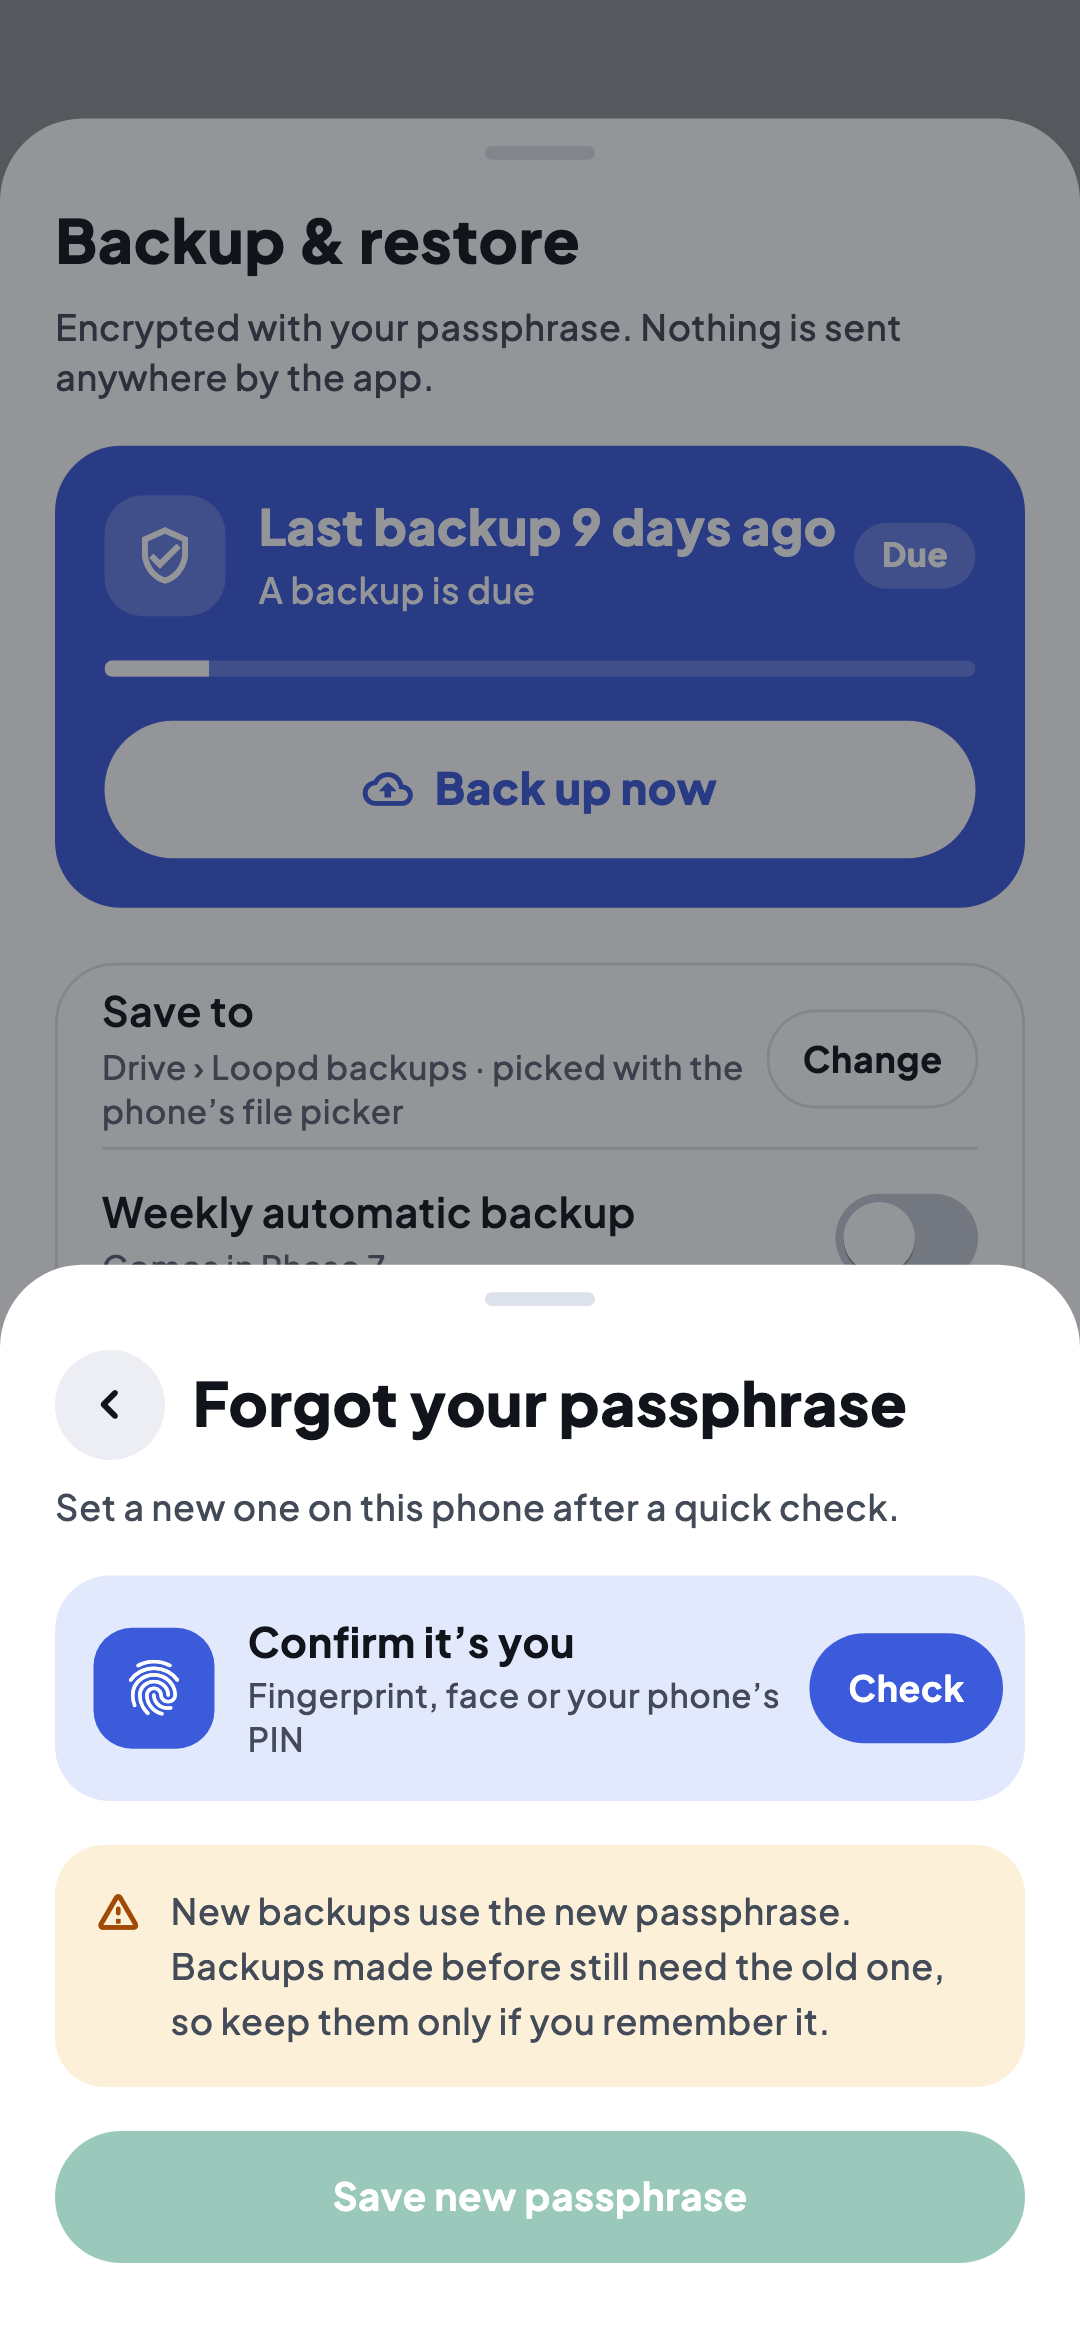 Backup & restore
Encrypted with your passphrase. Nothing is sent
anywhere by the app.
Last backup 9 days ago
Due
A backup is due
Back up now
Save to
Drive › Loopd backups · picked with the
phone’s file picker
Change
Weekly automatic backup
Comes in Phase 7
Forgot your passphrase
Set a new one on this phone after a quick check.
Confirm it’s you
Fingerprint, face or your phone’s
PIN
Check
New backups use the new passphrase.
Backups made before still need the old one,
so keep them only if you remember it.
Save new passphrase